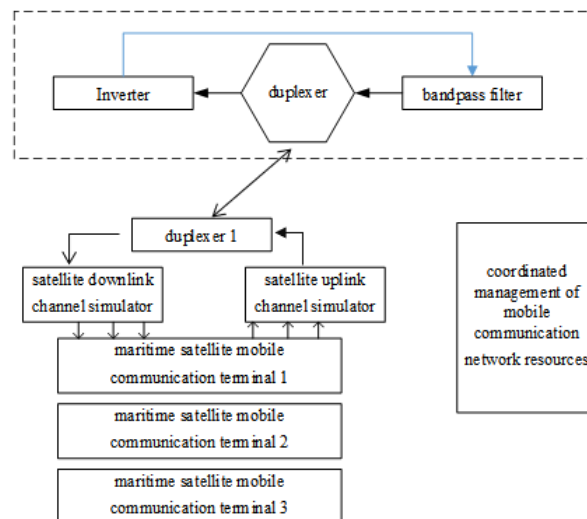 Inverter
duplexer
bandpass filter
duplexer 1
satellite downlink
channel simulator
satellite uplink
channel simulator
maritime satellite mobile
communication terminal 1
maritime satellite mobile
communication terminal 2
maritime satellite mobile
communication terminal 3
coordinated
management of
mobile
communication
network resources